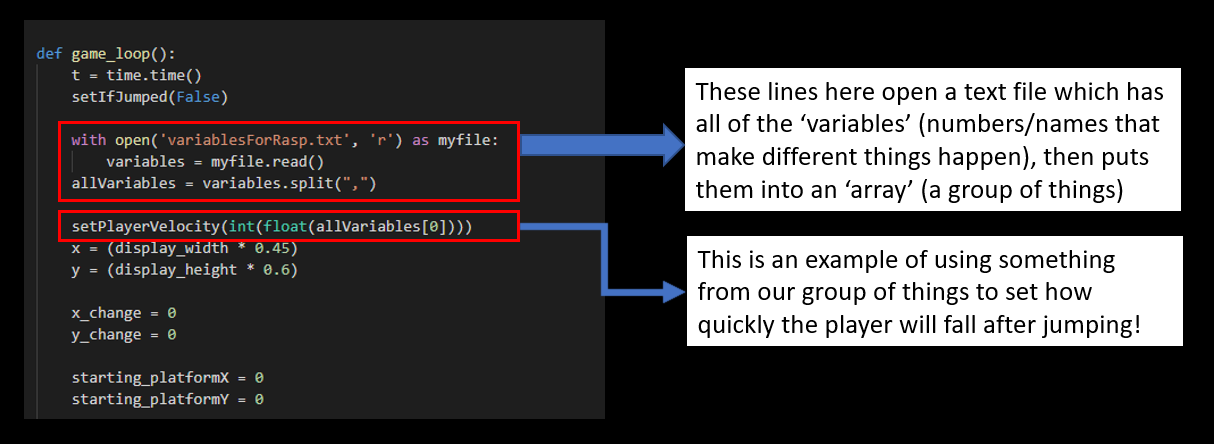 def game_loop():
    t = time.time()
    setIfJumped(False)
    with open('variablesForRasp.txt', 'r') as myfile:
        variables = myfile.read()
    allVariables = variables.split(",")
    setPlayerVelocity(int(float(allVariables[0])))
    x = (display_width * 0.45)
    y = (display_height * 0.6)
    x_change = 0
    y_change = 0
    starting_platformX = 0
    starting_platformY = 0
These lines here open a text file which has
all of the ‘variables’ (numbers/names that
make different things happen), then puts
them into an ‘array’ (a group of things)
This is an example of using something
from our group of things to set how
quickly the player will fall after jumping!